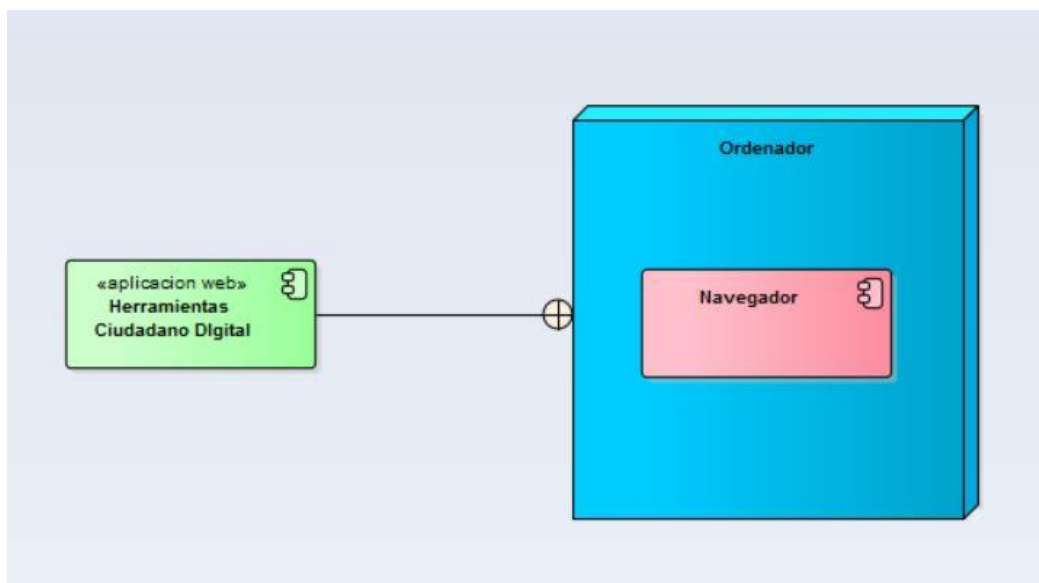 Ordenador
«aplicacion web»
Herramientas
Ciudadano DIgital
Navegador